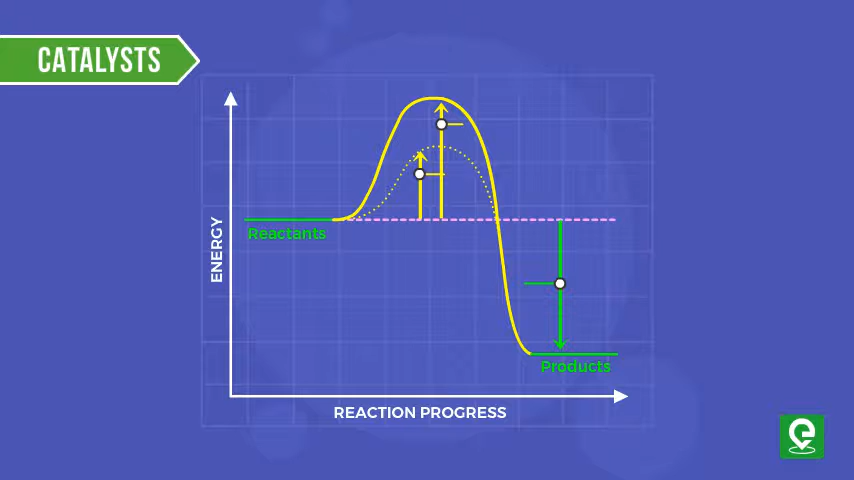 CATALYSTS
ENERGY
Reactants
Products
REACTION PROGRESS